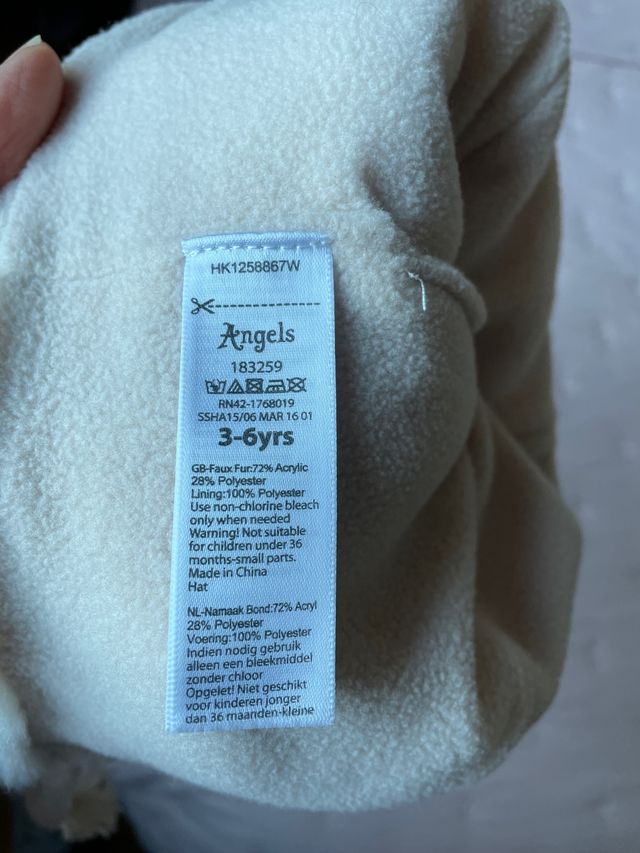 HK1258867W
Angels
183259
RN42-1768019
SSHA15/06 MAR 16 01
3-6yrs
GB-Faux Fur:72% Acrylic
28% Polyester
Lining:100% Polyester
Use non-chlorine bleach
only when needed
Warning! Not suitable
for children under 36
months-small parts.
Made in China
Hat
NL-Namaak Bond:72% Acryl
28% Polyester
Voering:100% Polyester
Indien nodig gebruik
alleen een bleekmiddel
zonder chloor
Opgelet! Niet geschikt
voor kinderen jonger
dan 36 maanden-kleine